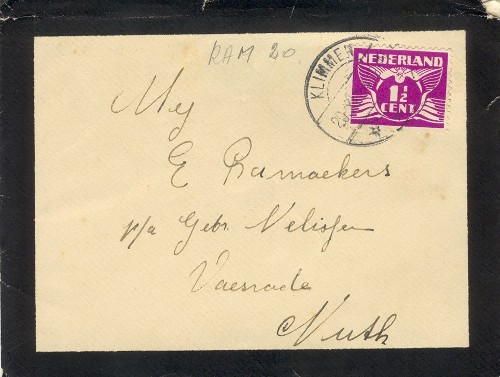 RAM 20
KLIMMEN
NEDERLAND
1½
CENT
Mej
E Ramaekers
p/a Gebr Nelissen
Vaesrade
Nuth